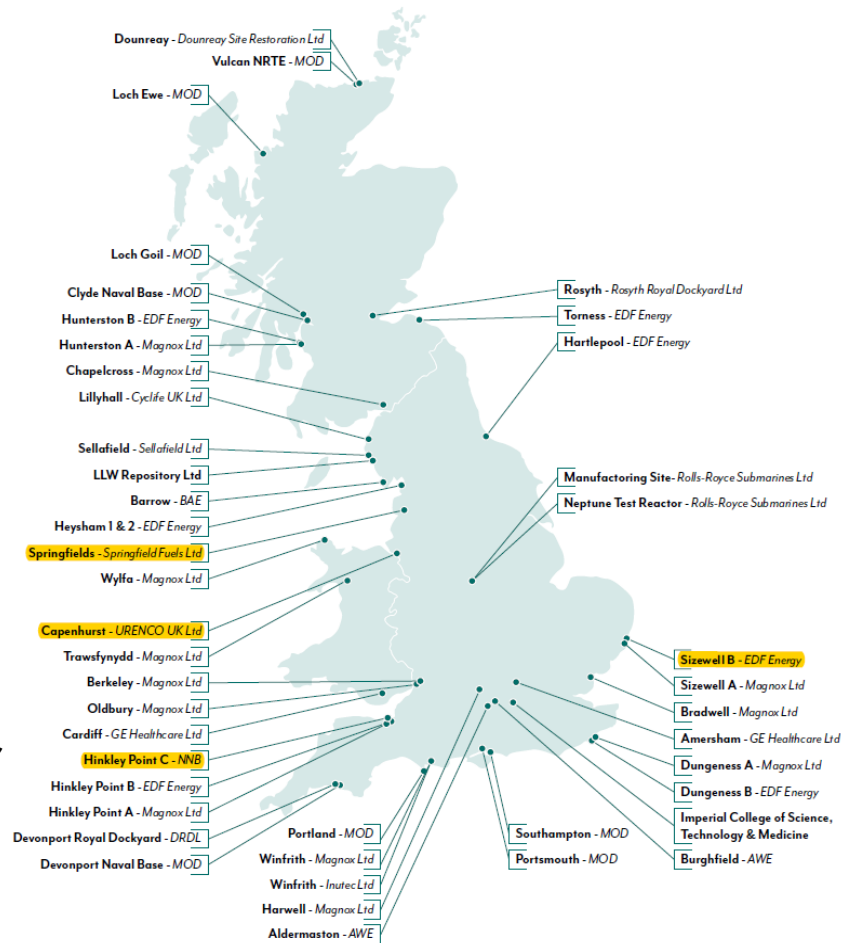 Dounreay - Dounreay Site Restoration Ltd
Vulcan NRTE - MOD
Loch Ewe - MOD
Loch Goil - MOD
Clyde Naval Base - MOD
Hunterston B - EDF Energy
Hunterston A - Magnox Ltd
Chapelcross - Magnox Ltd
Lillyhall - Cyclife UK Ltd
Sellafield - Sellafield Ltd
LLW Repository Ltd
Barrow - BAE
Heysham 1 & 2 - EDF Energy
Springfields - Springfield Fuels Ltd
Wylfa - Magnox Ltd
Capenhurst - URENCO UK Ltd
Trawsfynydd - Magnox Ltd
Berkeley - Magnox Ltd
Oldbury - Magnox Ltd
Cardiff - GE Healthcare Ltd
Hinkley Point C - NNB
Hinkley Point B - EDF Energy
Hinkley Point A - Magnox Ltd
Devonport Royal Dockyard - DRDL
Devonport Naval Base - MOD
Portland - MOD
Winfrith - Magnox Ltd
Winfrith - Inutec Ltd
Harwell - Magnox Ltd
Aldermaston - AWE
Southampton - MOD
Portsmouth - MOD
Rosyth - Rosyth Royal Dockyard Ltd
Torness - EDF Energy
Hartlepool - EDF Energy
Manufactoring Site- Rolls-Royce Submarines Ltd
Neptune Test Reactor - Rolls-Royce Submarines Ltd
Sizewell B - EDF Energy
Sizewell A - Magnox Ltd
Bradwell - Magnox Ltd
Amersham - GE Healthcare Ltd
Dungeness A - Magnox Ltd
Dungeness B - EDF Energy
Imperial College of Science,
Technology & Medicine
Burghfield - AWE